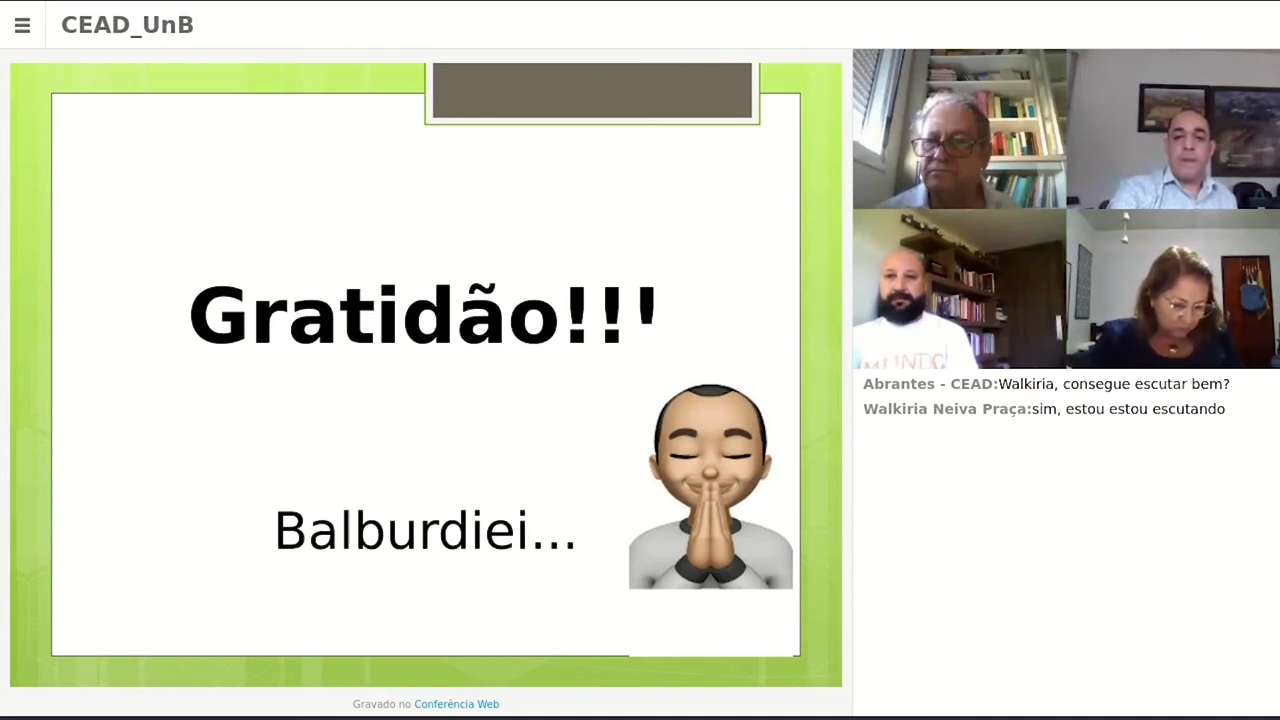 CEAD_UnB
Gratidão!!!'
Balburdiei...
MUNDO
Abrantes - CEAD:Walkiria, consegue escutar bem?
Walkiria Neiva Praça:sim, estou estou escutando
Gravado no Conferência Web